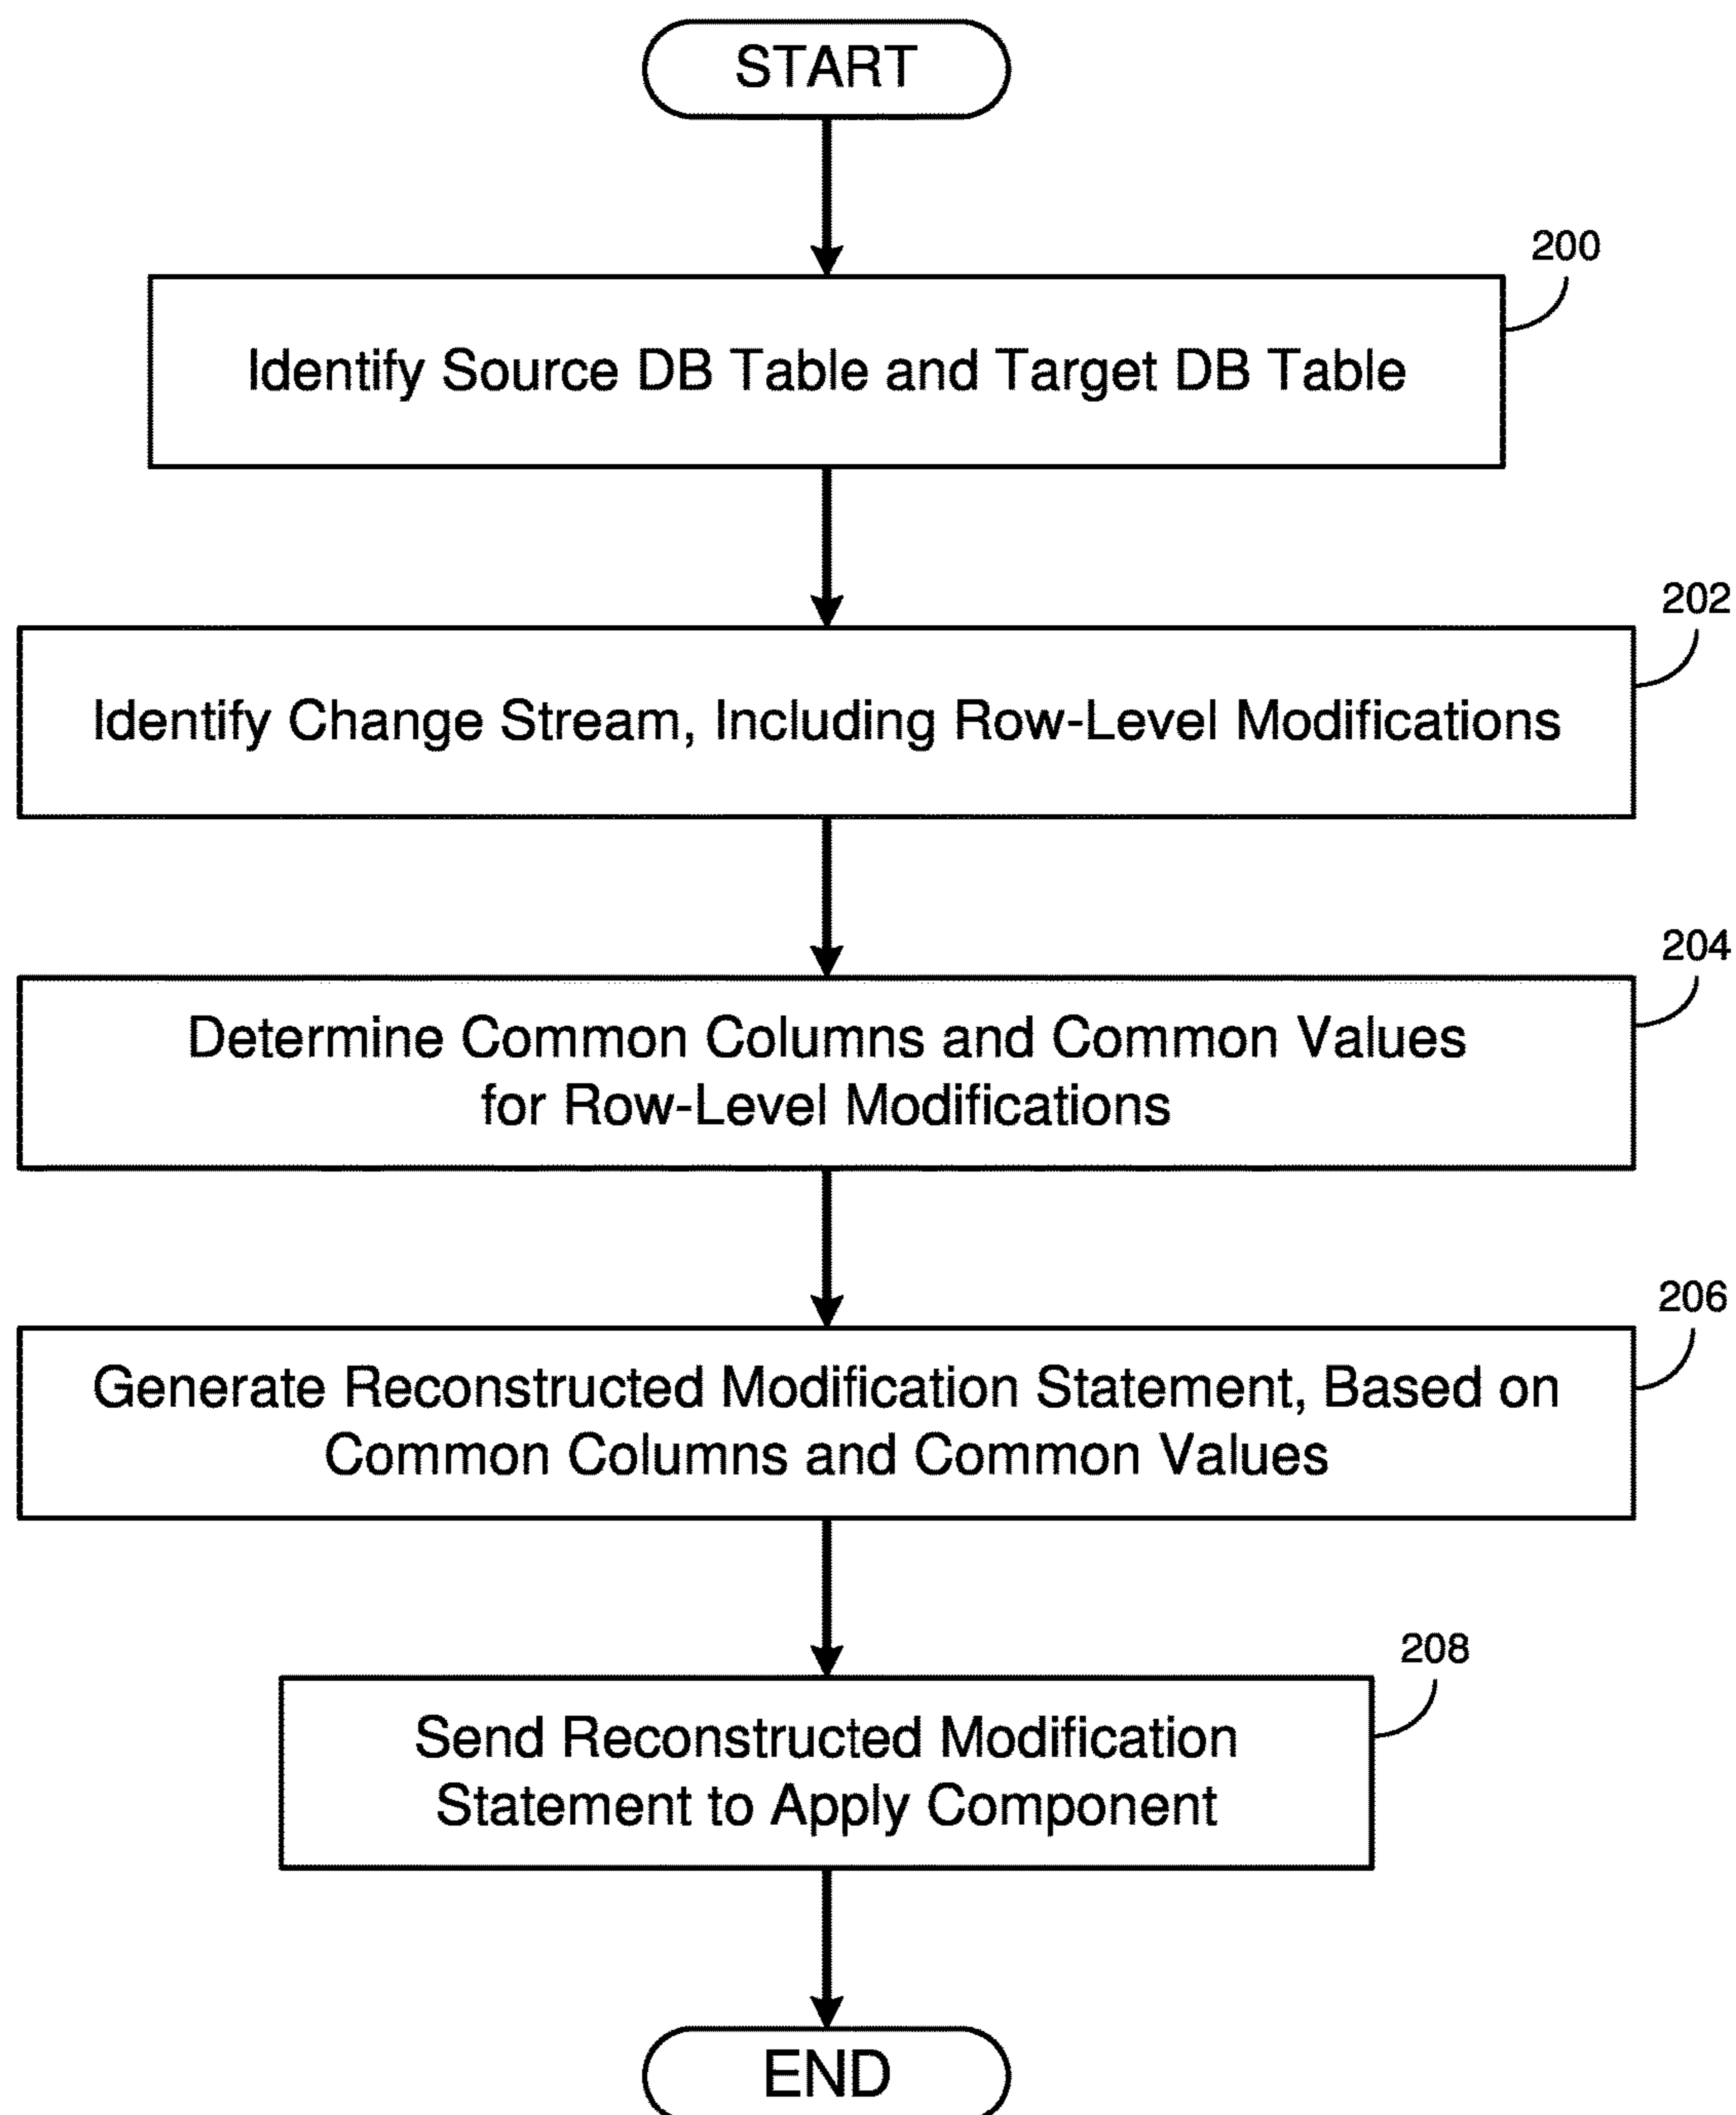 START
200
Identify Source DB Table and Target DB Table
202
Identify Change Stream, Including Row-Level Modifications
204
Determine Common Columns and Common Values
for Row-Level Modifications
206
Generate Reconstructed Modification Statement, Based on
Common Columns and Common Values
208
Send Reconstructed Modification
Statement to Apply Component
END